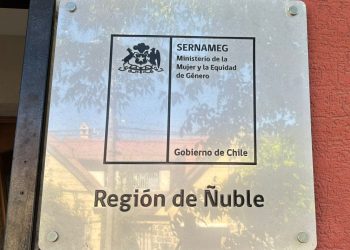 SERNAMEG
Ministerio de la
Mujer y la Equidad
de Género
Gobierno de Chile
Región de Ñuble